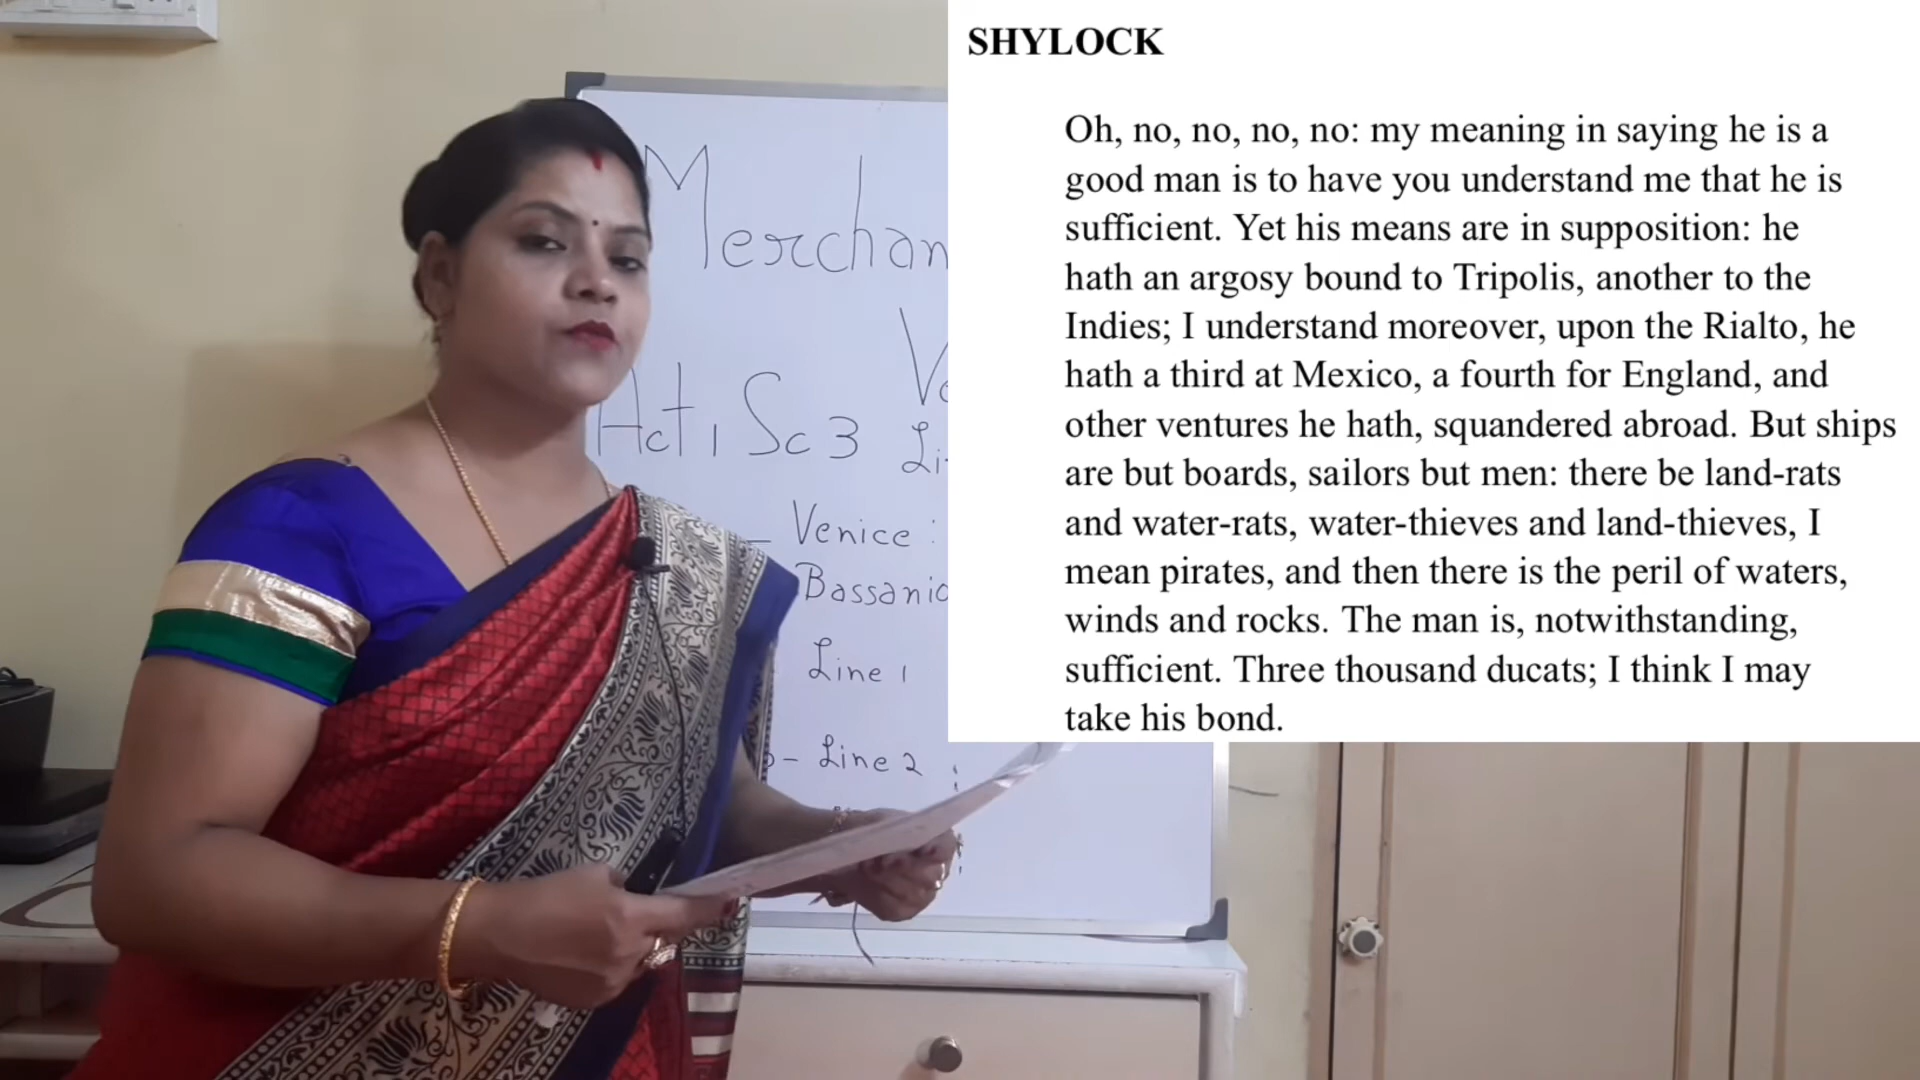 SHYLOCK
Oh, no, no, no, no: my meaning in saying he is a
good man is to have you understand me that he is
sufficient. Yet his means are in supposition: he
hath an argosy bound to Tripolis, another to the
Indies; I understand moreover, upon the Rialto, he
hath a third at Mexico, a fourth for England, and
other ventures he hath, squandered abroad. But ships
are but boards, sailors but men: there be land-rats
and water-rats, water-thieves and land-thieves, I
mean pirates, and then there is the peril of waters,
winds and rocks. The man is, notwithstanding,
sufficient. Three thousand ducats; I think I may
take his bond.
Merchan
Ve
Act 1 Sc 3 Li
- Venice :
Bassanio
Line 1
- Line 2